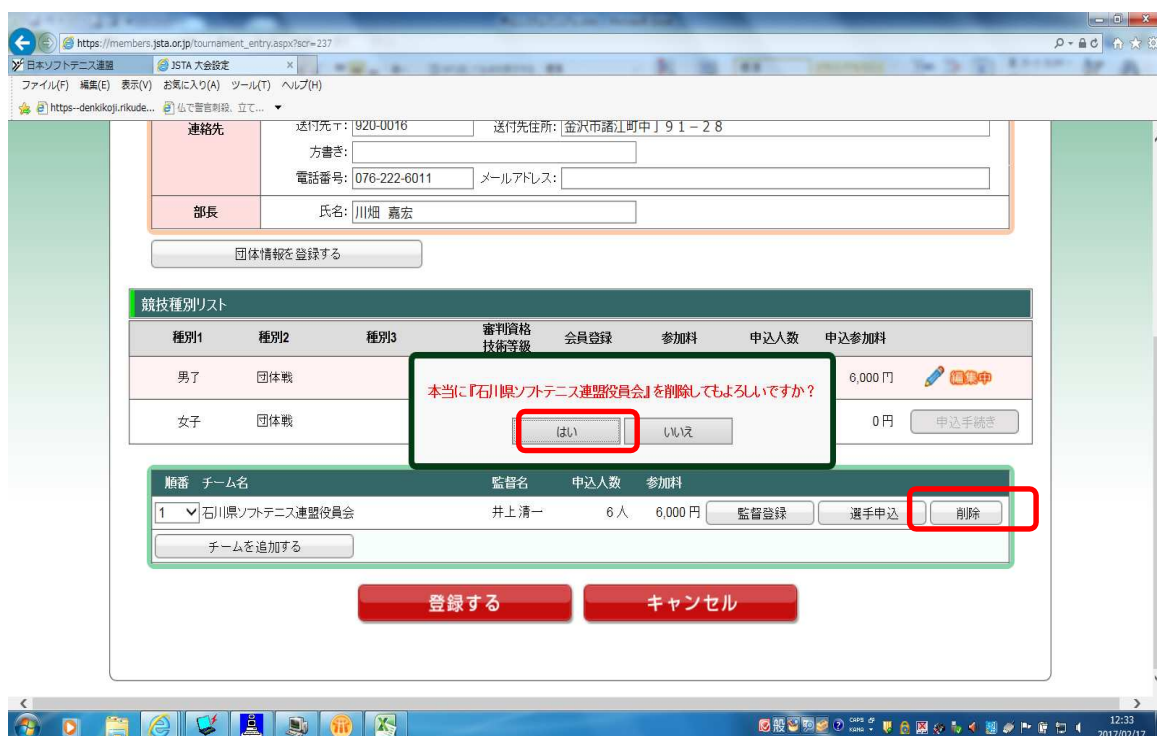 https://members.jsta.or.jp/tournament_entry.aspx?scr=237
日本ソフトテニス連盟
JSTA 大会設定
ファイル(F) 編集(E) 表示(V) お気に入り(A) ツール(T) ヘルプ(H)
https--denkikoji.rikude... 仏で警官刺殺、立て...
連絡先
送付先〒: 920-0016 送付先住所: 金沢市諸江町中丁91-28
方書き:
電話番号: 076-222-6011 メールアドレス:
部長 氏名: 川畑 嘉宏
団体情報を登録する
競技種別リスト
種別1 種別2 種別3 審判資格 技術等級 会員登録 参加料 申込人数 申込参加料
男子 団体戦 6,000 円 編集中
女子 団体戦 0 円 申込手続き
本当に『石川県ソフトテニス連盟役員会』を削除してもよろしいですか?
はい いいえ
順番 チーム名 監督名 申込人数 参加料
1 石川県ソフトテニス連盟役員会 井上清一 6 人 6,000 円 監督登録 選手申込 削除
チームを追加する
登録する キャンセル
般
CAPS
KANA
12:33
2017/02/17